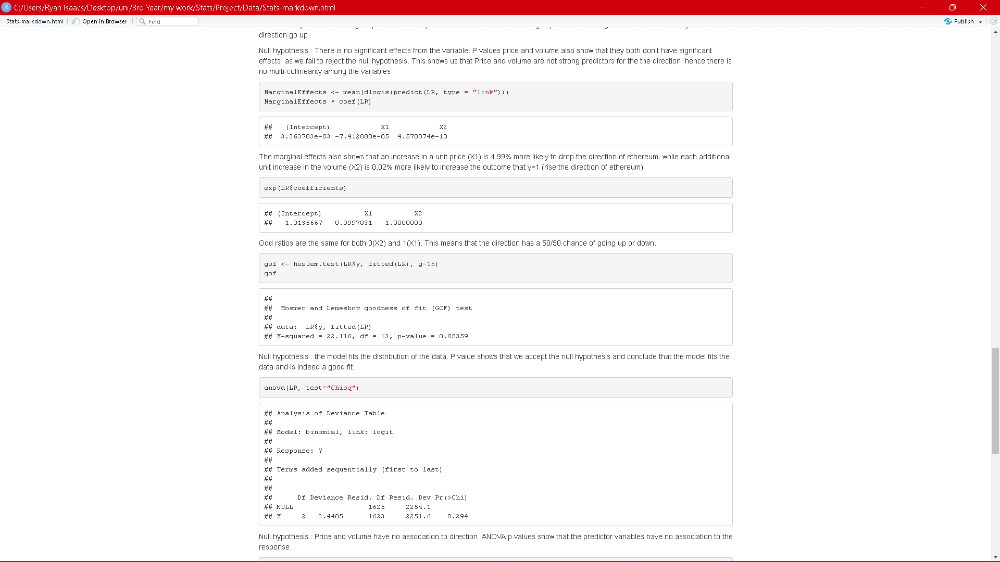 C:/Users/Ryan Isaacs/Desktop/uni/3rd Year/my work/Stats/Project/Data/Stats-markdown.html
Stats-markdown.html Open in Browser Find Publish
direction go up.
Null hypothesis : There is no significant effects from the variable. P values price and volume also show that they both don't have significant
effects. as we fail to reject the null hypothesis. This shows us that Price and volume are not strong predictors for the the direction. hence there is
no multi-collinearity among the variables
MarginalEffects <- mean(dlogis(predict(LR, type = "link")))
MarginalEffects * coef(LR)
## (Intercept) X1 X2
## 3.363783e-03 -7.412080e-05 4.570074e-10
The marginal effects also shows that an increase in a unit price (X1) is 4.99% more likely to drop the direction of ethereum. while each additional
unit increase in the volume (X2) is 0.02% more likely to increase the outcome that y=1 (rise the direction of ethereum)
exp(LR$coefficients)
## (Intercept) X1 X2
## 1.0135667 0.9997031 1.0000000
Odd ratios are the same for both 0(X2) and 1(X1). This means that the direction has a 50/50 chance of going up or down.
gof <- hoslem.test(LR$y, fitted(LR), g=15)
gof
##
## Hosmer and Lemeshow goodness of fit (GOF) test
##
## data: LR$y, fitted(LR)
## X-squared = 22.116, df = 13, p-value = 0.05359
Null hypothesis : the model fits the distribution of the data. P value shows that we accept the null hypothesis and conclude that the model fits the
data and is indeed a good fit.
anova(LR, test="Chisq")
## Analysis of Deviance Table
##
## Model: binomial, link: logit
##
## Response: Y
##
## Terms added sequentially (first to last)
##
##
## Df Deviance Resid. Df Resid. Dev Pr(>Chi)
## NULL 1625 2254.1
## X 2 2.4485 1623 2251.6 0.294
Null hypothesis : Price and volume have no association to direction. ANOVA p values show that the predictor variables have no association to the
response.